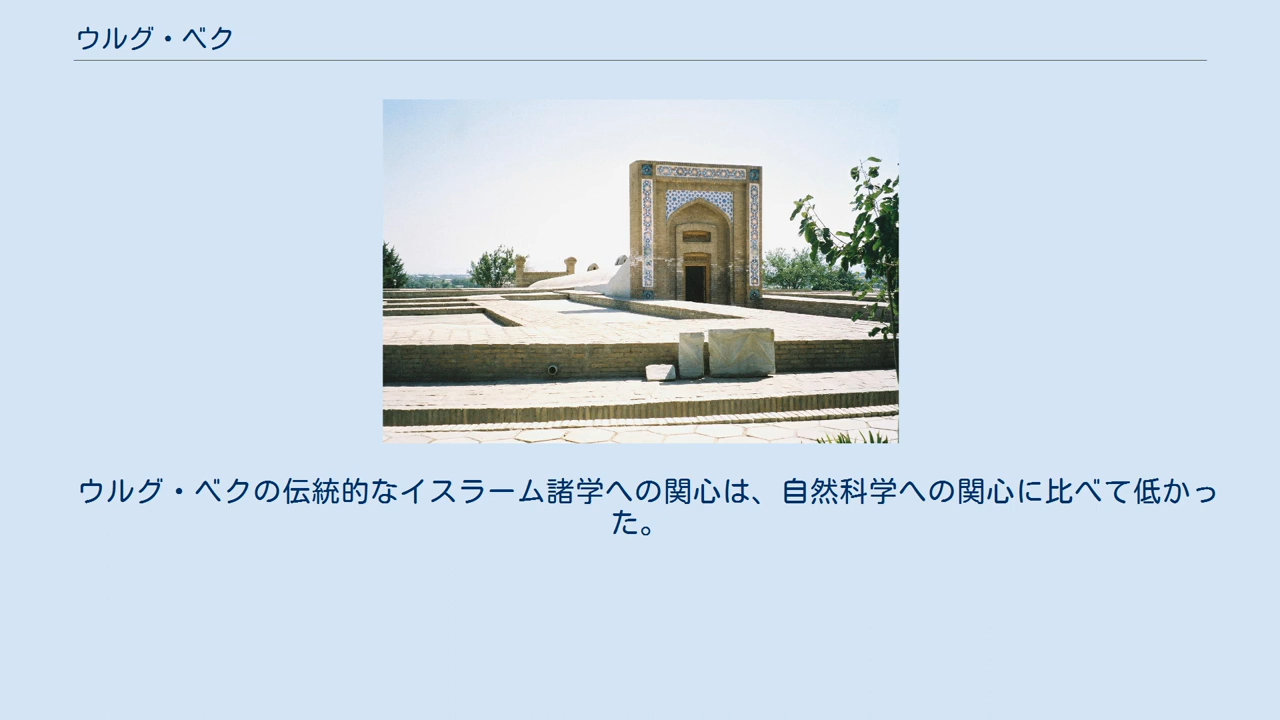 ウルグ・ベク
ウルグ・ベクの伝統的なイスラーム諸学への関心は、自然科学への関心に比べて低かっ
た。